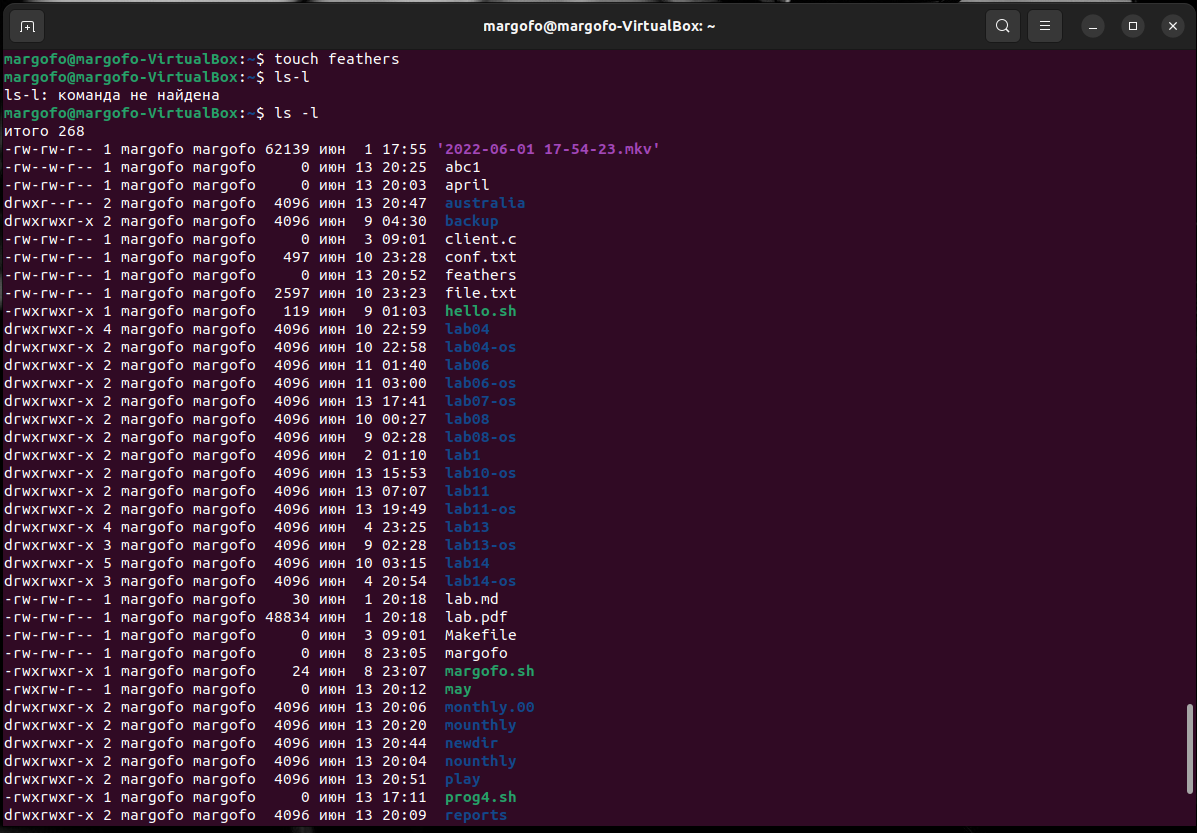 margofo@margofo-VirtualBox: ~
margofo@margofo-VirtualBox:~$ touch feathers
margofo@margofo-VirtualBox:~$ ls-l
ls-l: команда не найдена
margofo@margofo-VirtualBox:~$ ls -l
итого 268
-rw-rw-r-- 1 margofo margofo 62139 июн  1 17:55 '2022-06-01 17-54-23.mkv'
-rw--w-r-- 1 margofo margofo     0 июн 13 20:25  abc1
-rw-rw-r-- 1 margofo margofo     0 июн 13 20:03  april
drwxr--r-- 2 margofo margofo  4096 июн 13 20:47  australia
drwxrwxr-x 2 margofo margofo  4096 июн  9 04:30  backup
-rw-rw-r-- 1 margofo margofo     0 июн  3 09:01  client.c
-rw-rw-r-- 1 margofo margofo   497 июн 10 23:28  conf.txt
-rw-rw-r-- 1 margofo margofo     0 июн 13 20:52  feathers
-rw-rw-r-- 1 margofo margofo  2597 июн 10 23:23  file.txt
-rwxrwxr-x 1 margofo margofo   119 июн  9 01:03  hello.sh
drwxrwxr-x 4 margofo margofo  4096 июн 10 22:59  lab04
drwxrwxr-x 2 margofo margofo  4096 июн 10 22:58  lab04-os
drwxrwxr-x 2 margofo margofo  4096 июн 11 01:40  lab06
drwxrwxr-x 2 margofo margofo  4096 июн 11 03:00  lab06-os
drwxrwxr-x 2 margofo margofo  4096 июн 13 17:41  lab07-os
drwxrwxr-x 2 margofo margofo  4096 июн 10 00:27  lab08
drwxrwxr-x 2 margofo margofo  4096 июн  9 02:28  lab08-os
drwxrwxr-x 2 margofo margofo  4096 июн  2 01:10  lab1
drwxrwxr-x 2 margofo margofo  4096 июн 13 15:53  lab10-os
drwxrwxr-x 2 margofo margofo  4096 июн 13 07:07  lab11
drwxrwxr-x 2 margofo margofo  4096 июн 13 19:49  lab11-os
drwxrwxr-x 4 margofo margofo  4096 июн  4 23:25  lab13
drwxrwxr-x 3 margofo margofo  4096 июн  9 02:28  lab13-os
drwxrwxr-x 5 margofo margofo  4096 июн 10 03:15  lab14
drwxrwxr-x 3 margofo margofo  4096 июн  4 20:54  lab14-os
-rw-rw-r-- 1 margofo margofo    30 июн  1 20:18  lab.md
-rw-rw-r-- 1 margofo margofo 48834 июн  1 20:18  lab.pdf
-rw-rw-r-- 1 margofo margofo     0 июн  3 09:01  Makefile
-rw-rw-r-- 1 margofo margofo     0 июн  8 23:05  margofo
-rwxrwxr-x 1 margofo margofo    24 июн  8 23:07  margofo.sh
-rwxrw-r-- 1 margofo margofo     0 июн 13 20:12  may
drwxrwxr-x 2 margofo margofo  4096 июн 13 20:06  monthly.00
drwxrwxr-x 2 margofo margofo  4096 июн 13 20:20  mounthly
drwxrwxr-x 2 margofo margofo  4096 июн 13 20:44  newdir
drwxrwxr-x 2 margofo margofo  4096 июн 13 20:04  nounthly
drwxrwxr-x 2 margofo margofo  4096 июн 13 20:51  play
-rwxrwxr-x 1 margofo margofo     0 июн 13 17:11  prog4.sh
drwxrwxr-x 2 margofo margofo  4096 июн 13 20:09  reports